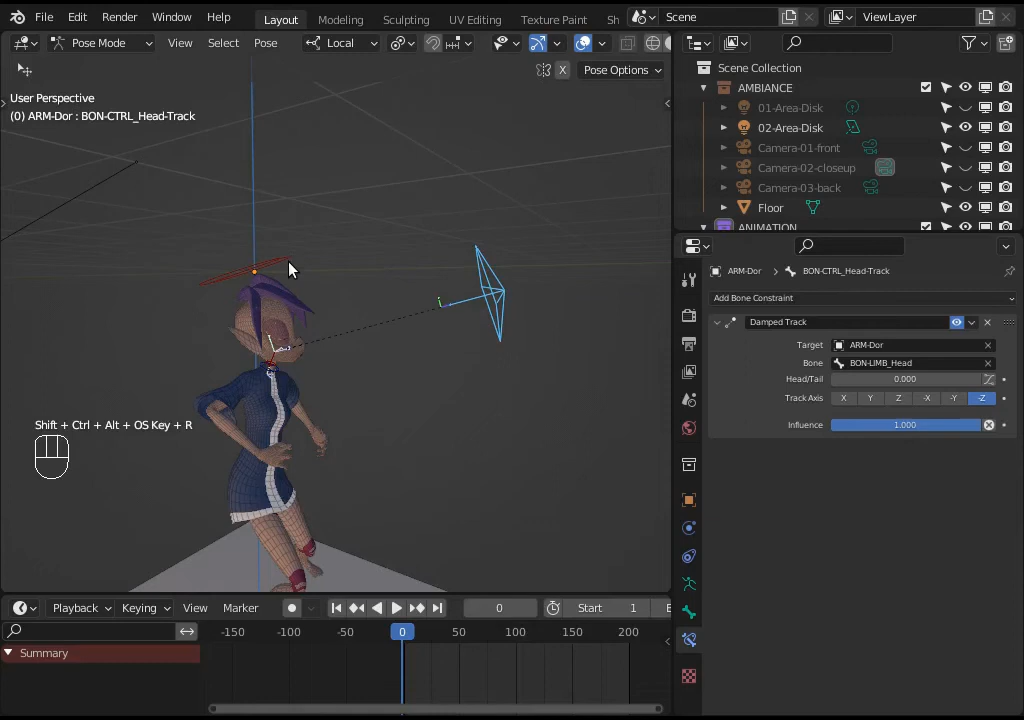 File Edit Render Window Help Layout Modeling Sculpting UV Editing Texture Paint Sh Scene ViewLayer
Pose Mode View Select Pose Local
X Pose Options
User Perspective
(0) ARM-Dor : BON-CTRL_Head-Track
Shift + Ctrl + Alt + OS Key + R
Scene Collection
AMBIANCE
01-Area-Disk
02-Area-Disk
Camera-01-front
Camera-02-closeup
Camera-03-back
Floor
ANIMATION
ARM-Dor BON-CTRL_Head-Track
Add Bone Constraint
Damped Track
Target ARM-Dor
Bone BON-LIMB_Head
Head/Tail 0.000
Track Axis X Y Z -X -Y -Z
Influence 1.000
Playback Keying View Marker 0 Start 1 E
-150 -100 -50 0 50 100 150 200
Summary